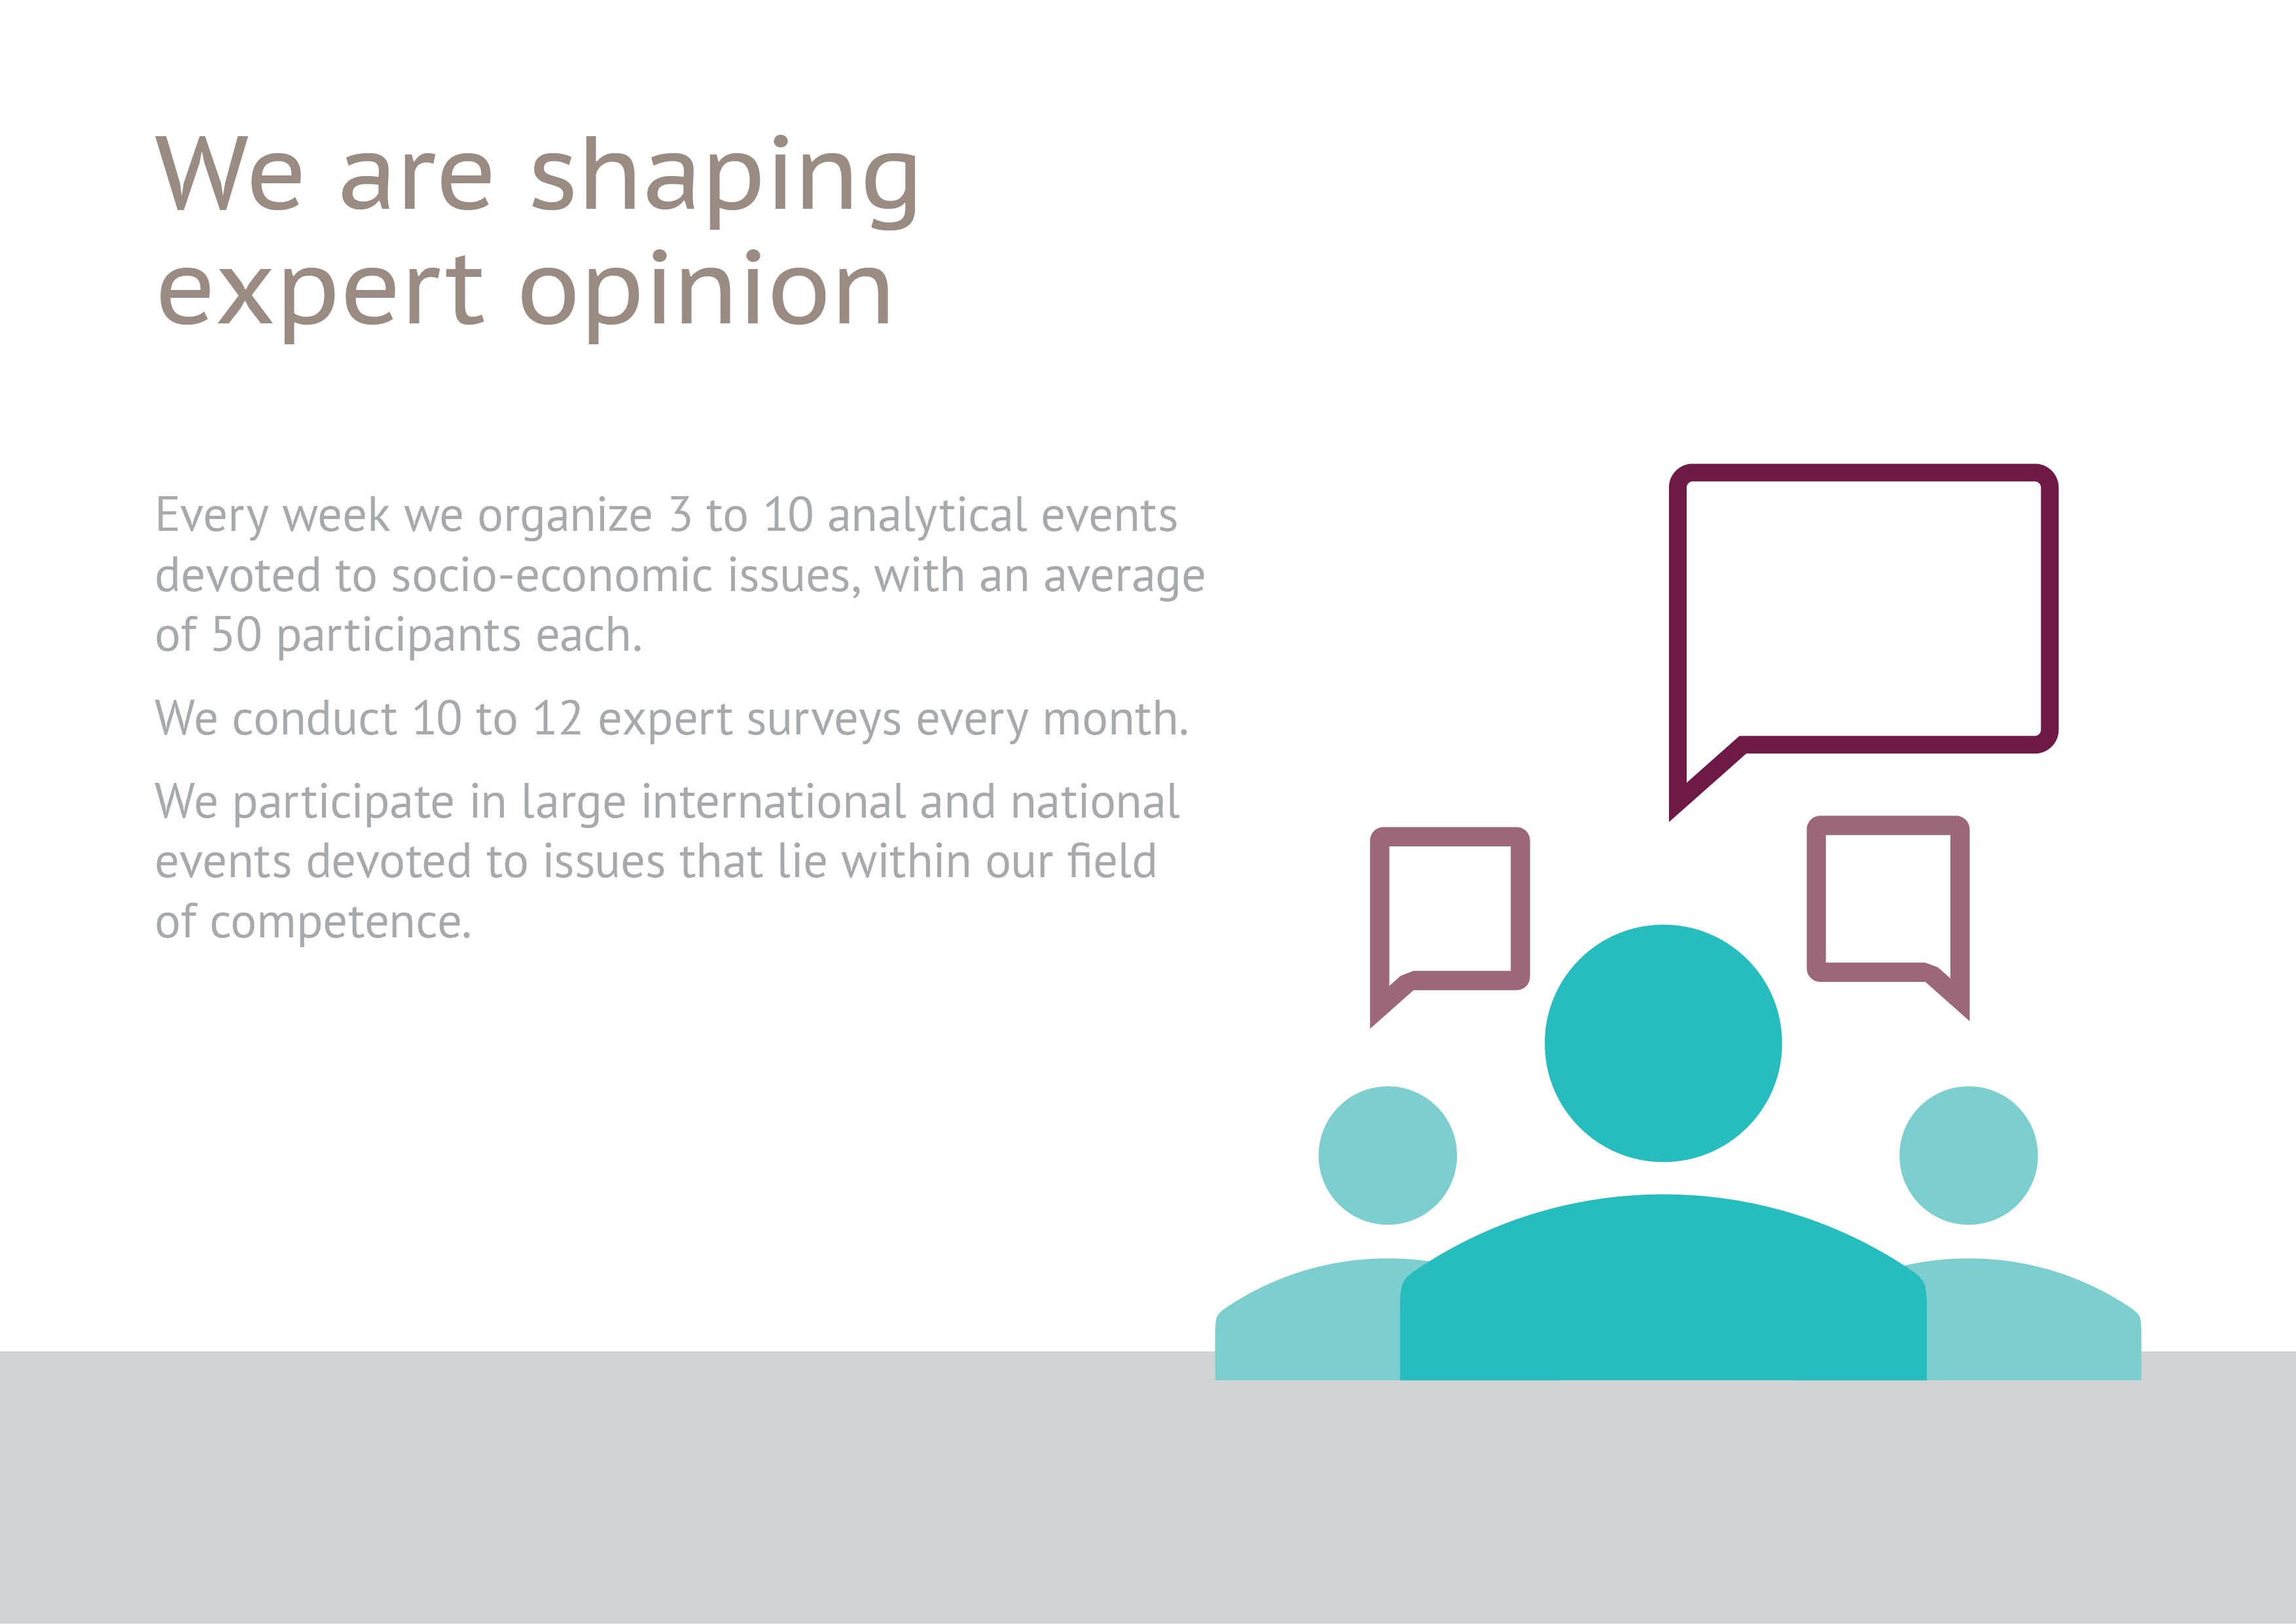 We are shaping
expert opinion
Every week we organize 3 to 10 analytical events
devoted to socio-economic issues, with an average
of 50 participants each.
We conduct 10 to 12 expert surveys every month.
We participate in large international and national
events devoted to issues that lie within our field
of competence.